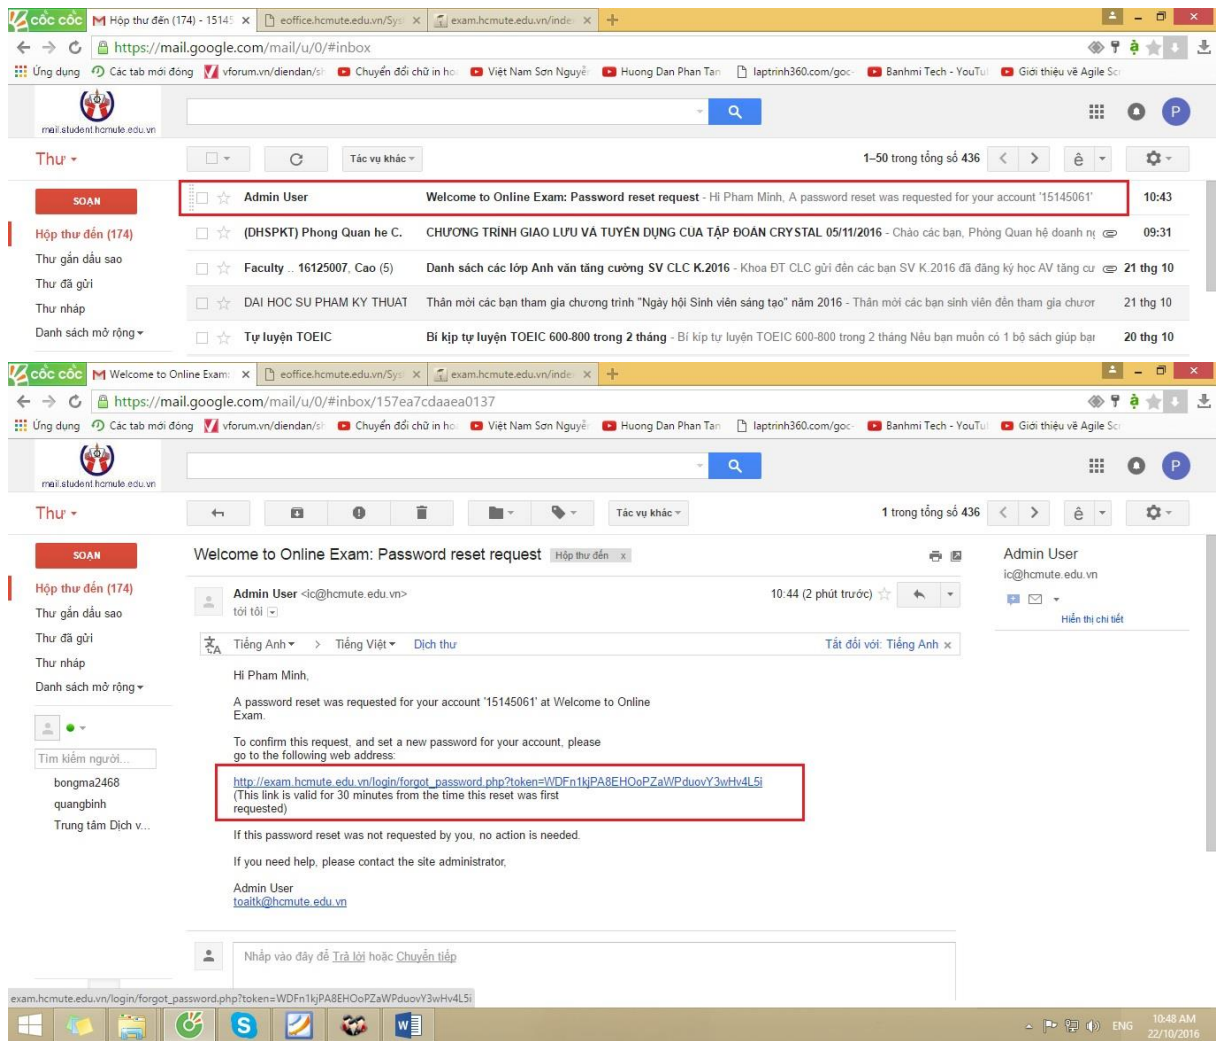 cốc cốc M Hộp thư đến (174) - 15145 x eoffice.hcmute.edu.vn/Sys x exam.hcmute.edu.vn/inde x
https://mail.google.com/mail/u/0/#inbox
Ứng dụng Các tab mới đóng vforum.vn/diendan/s Chuyển đổi chữ in ho Việt Nam Sơn Nguyễ Huong Dan Phan Tan laptrinh360.com/goc- Banhmi Tech - YouTu Giới thiệu về Agile Sc
mail.student.hcmute.edu.vn
P
Thư
Tác vụ khác
1–50 trong tổng số 436
ê
SOẠN
Admin User Welcome to Online Exam: Password reset request - Hi Pham Minh, A password reset was requested for your account '15145061' 10:43
Hộp thư đến (174)
(DHSPKT) Phong Quan he C. CHƯƠNG TRÌNH GIAO LƯU VÀ TUYỂN DỤNG CỦA TẬP ĐOÀN CRYSTAL 05/11/2016 - Chào các bạn, Phòng Quan hệ doanh ng 09:31
Thư gắn dấu sao
Faculty .. 16125007, Cao (5) Danh sách các lớp Anh văn tăng cường SV CLC K.2016 - Khoa ĐT CLC gửi đến các bạn SV K.2016 đã đăng ký học AV tăng cư 21 thg 10
Thư đã gửi
Thư nháp
DAI HOC SU PHAM KY THUAT Thân mời các bạn tham gia chương trình "Ngày hội Sinh viên sáng tạo" năm 2016 - Thân mời các bạn sinh viên đến tham gia chươr 21 thg 10
Danh sách mở rộng
Tự luyện TOEIC Bí kịp tự luyện TOEIC 600-800 trong 2 tháng - Bí kíp tự luyện TOEIC 600-800 trong 2 tháng Nếu bạn muốn có 1 bộ sách giúp bạr 20 thg 10
cốc cốc M Welcome to Online Exam: x eoffice.hcmute.edu.vn/Sys x exam.hcmute.edu.vn/inde x
https://mail.google.com/mail/u/0/#inbox/157ea7cdaaea0137
Ứng dụng Các tab mới đóng vforum.vn/diendan/s Chuyển đổi chữ in ho Việt Nam Sơn Nguyễ Huong Dan Phan Tan laptrinh360.com/goc- Banhmi Tech - YouTu Giới thiệu về Agile Sc
mail.student.hcmute.edu.vn
P
Thư
Tác vụ khác
1 trong tổng số 436
ê
SOẠN
Welcome to Online Exam: Password reset request Hộp thư đến x
Admin User
ic@hcmute.edu.vn
Hiển thị chi tiết
Hộp thư đến (174)
Thư gắn dấu sao
Thư đã gửi
Thư nháp
Danh sách mở rộng
Tìm kiếm người...
bongma2468
quangbinh
Trung tâm Dịch v...
Admin User <ic@hcmute.edu.vn> 10:44 (2 phút trước)
tới tôi
Tiếng Anh > Tiếng Việt Dịch thư Tắt đối với: Tiếng Anh x
Hi Pham Minh,
A password reset was requested for your account '15145061' at Welcome to Online
Exam.
To confirm this request, and set a new password for your account, please
go to the following web address:
http://exam.hcmute.edu.vn/login/forgot_password.php?token=WDFn1kjPA8EHOoPZaWPduovY3wHv4L5i
(This link is valid for 30 minutes from the time this reset was first
requested)
If this password reset was not requested by you, no action is needed.
If you need help, please contact the site administrator,
Admin User
toaitk@hcmute.edu.vn
Nhấp vào đây để Trả lời hoặc Chuyển tiếp
exam.hcmute.edu.vn/login/forgot_password.php?token=WDFn1kjPA8EHOoPZaWPduovY3wHv4L5i
ENG 10:48 AM
22/10/2016